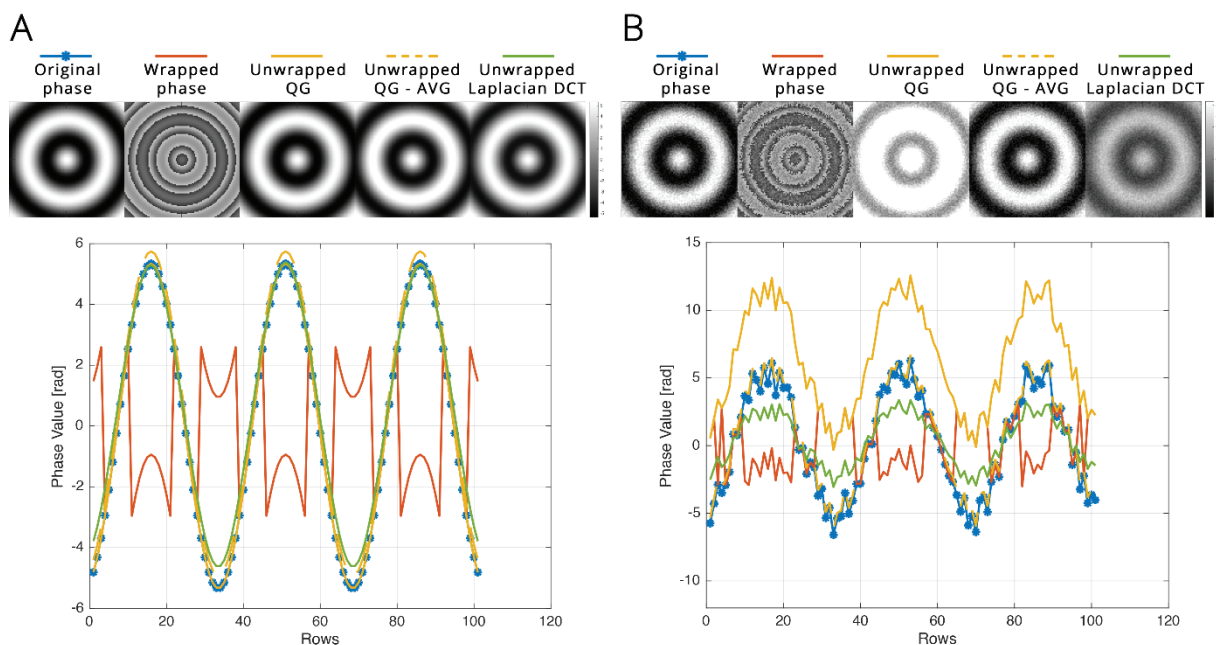 A
Original phase
Wrapped phase
Unwrapped QG
Unwrapped QG - AVG
Unwrapped Laplacian DCT
6
4
2
0
-2
-4
-6
0
20
40
60
80
100
120
Phase Value [rad]
Rows
B
Original phase
Wrapped phase
Unwrapped QG
Unwrapped QG - AVG
Unwrapped Laplacian DCT
15
10
5
0
-5
-10
0
20
40
60
80
100
120
Phase Value [rad]
Rows